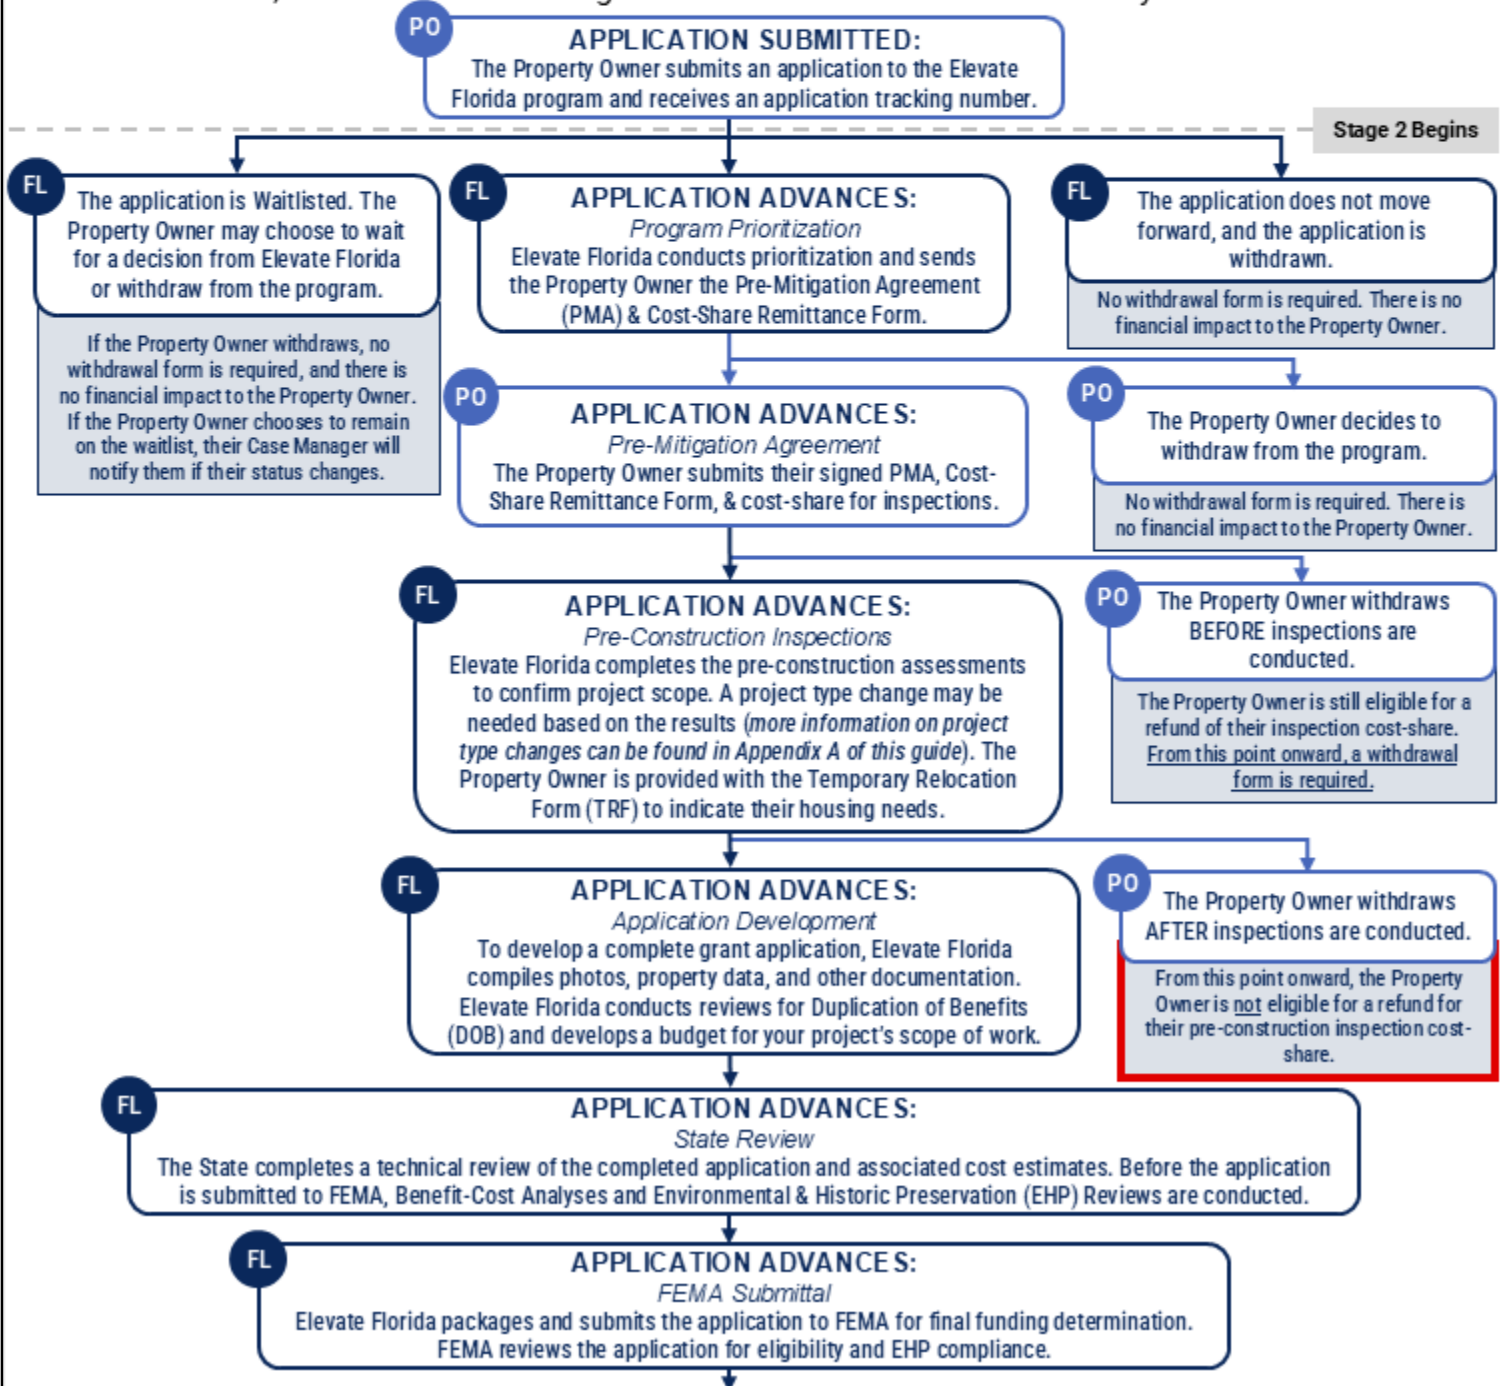 PO
APPLICATION SUBMITTED:
The Property Owner submits an application to the Elevate
Florida program and receives an application tracking number.
Stage 2 Begins
FL
The application is Waitlisted. The
Property Owner may choose to wait
for a decision from Elevate Florida
or withdraw from the program.
If the Property Owner withdraws, no
withdrawal form is required, and there is
no financial impact to the Property Owner.
If the Property Owner chooses to remain
on the waitlist, their Case Manager will
notify them if their status changes.
FL
APPLICATION ADVANCES:
Program Prioritization
Elevate Florida conducts prioritization and sends
the Property Owner the Pre-Mitigation Agreement
(PMA) & Cost-Share Remittance Form.
FL
The application does not move
forward, and the application is
withdrawn.
No withdrawal form is required. There is no
financial impact to the Property Owner.
PO
APPLICATION ADVANCES:
Pre-Mitigation Agreement
The Property Owner submits their signed PMA, Cost-
Share Remittance Form, & cost-share for inspections.
PO
The Property Owner decides to
withdraw from the program.
No withdrawal form is required. There is
no financial impact to the Property Owner.
FL
APPLICATION ADVANCES:
Pre-Construction Inspections
Elevate Florida completes the pre-construction assessments
to confirm project scope. A project type change may be
needed based on the results (more information on project
type changes can be found in Appendix A of this guide). The
Property Owner is provided with the Temporary Relocation
Form (TRF) to indicate their housing needs.
PO
The Property Owner withdraws
BEFORE inspections are
conducted.
The Property Owner is still eligible for a
refund of their inspection cost-share.
From this point onward, a withdrawal
form is required.
FL
APPLICATION ADVANCES:
Application Development
To develop a complete grant application, Elevate Florida
compiles photos, property data, and other documentation.
Elevate Florida conducts reviews for Duplication of Benefits
(DOB) and develops a budget for your project's scope of work.
PO
The Property Owner withdraws
AFTER inspections are conducted.
From this point onward, the Property
Owner is not eligible for a refund for
their pre-construction inspection cost-
share.
FL
APPLICATION ADVANCES:
State Review
The State completes a technical review of the completed application and associated cost estimates. Before the application
is submitted to FEMA, Benefit-Cost Analyses and Environmental & Historic Preservation (EHP) Reviews are conducted.
FL
APPLICATION ADVANCES:
FEMA Submittal
Elevate Florida packages and submits the application to FEMA for final funding determination.
FEMA reviews the application for eligibility and EHP compliance.